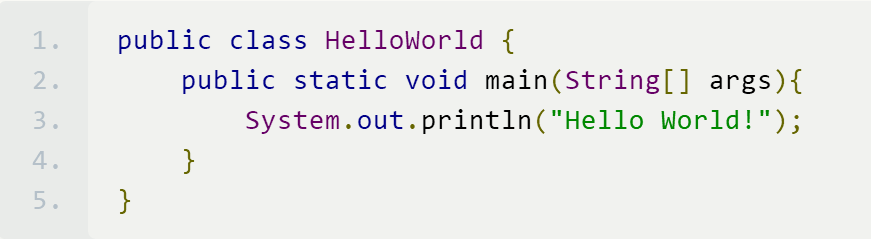 1. public class HelloWorld {
2.     public static void main(String[] args){
3.         System.out.println("Hello World!");
4.     }
5. }